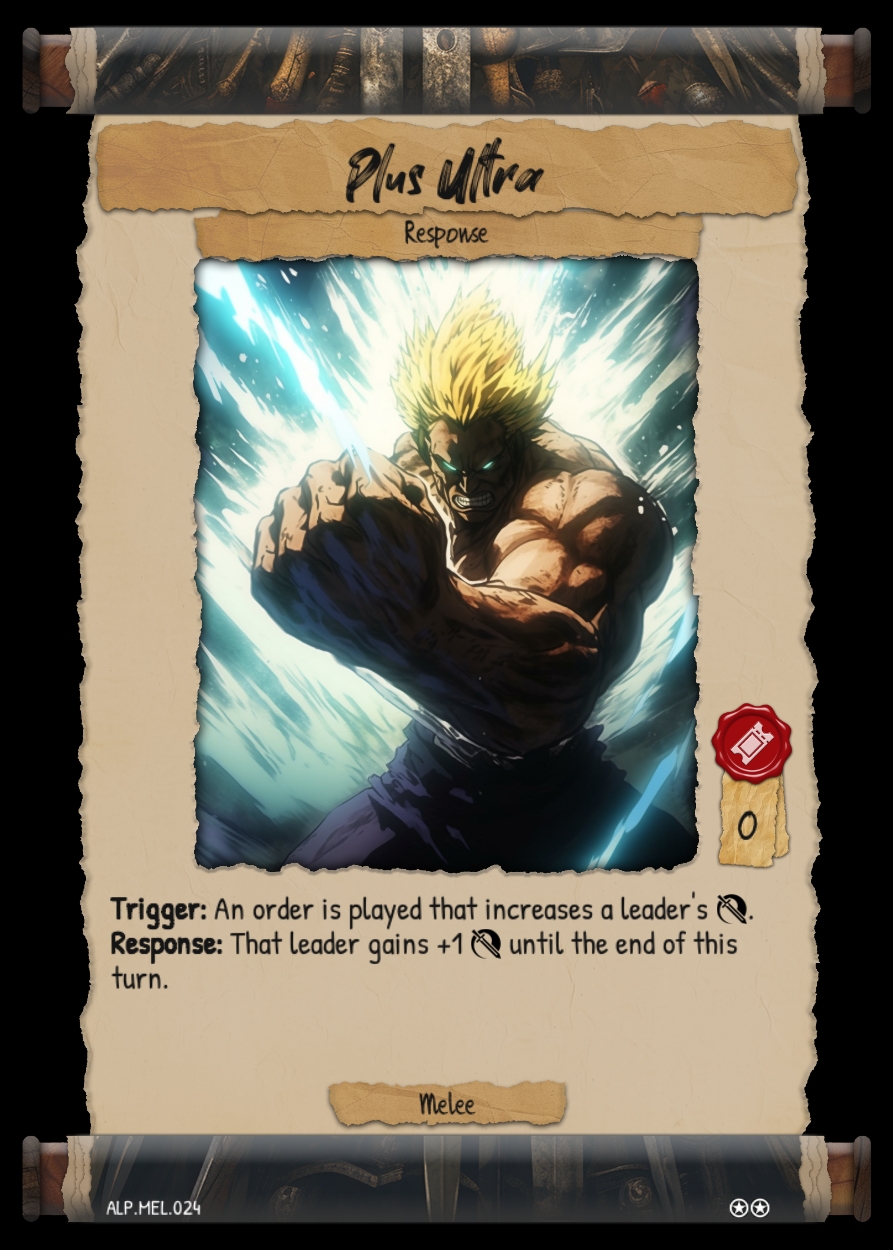 Plus Ultra
Response
0
Trigger: An order is played that increases a leader's .
Response: That leader gains +1 until the end of this
turn.
Melee
ALP.MEL.024